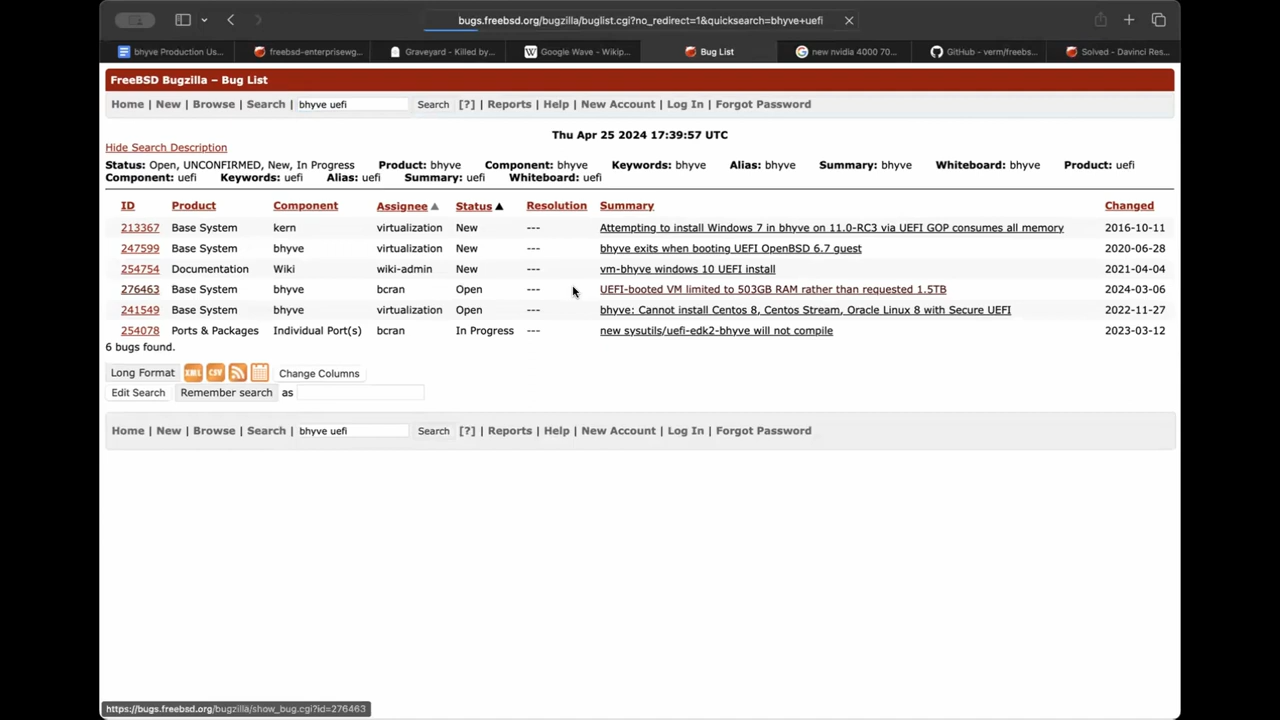 bugs.freebsd.org/bugzilla/buglist.cgi?no_redirect=1&quicksearch=bhyve+uefi
bhyve Production Us... freebsd-enterprisewg... Graveyard - Killed by... Google Wave - Wikip... Bug List new nvidia 4000 70... GitHub - verm/freebs... Solved - Davinci Res...
FreeBSD Bugzilla – Bug List
Home | New | Browse | Search | bhyve uefi Search [?] | Reports | Help | New Account | Log In | Forgot Password
Thu Apr 25 2024 17:39:57 UTC
Hide Search Description
Status: Open, UNCONFIRMED, New, In Progress Product: bhyve Component: bhyve Keywords: bhyve Alias: bhyve Summary: bhyve Whiteboard: bhyve Product: uefi
Component: uefi Keywords: uefi Alias: uefi Summary: uefi Whiteboard: uefi
ID Product Component Assignee ▲ Status ▲ Resolution Summary Changed
213367 Base System kern virtualization New --- Attempting to install Windows 7 in bhyve on 11.0-RC3 via UEFI GOP consumes all memory 2016-10-11
247599 Base System bhyve virtualization New --- bhyve exits when booting UEFI OpenBSD 6.7 guest 2020-06-28
254754 Documentation Wiki wiki-admin New --- vm-bhyve windows 10 UEFI install 2021-04-04
276463 Base System bhyve bcran Open --- UEFI-booted VM limited to 503GB RAM rather than requested 1.5TB 2024-03-06
241549 Base System bhyve virtualization Open --- bhyve: Cannot install Centos 8, Centos Stream, Oracle Linux 8 with Secure UEFI 2022-11-27
254078 Ports & Packages Individual Port(s) bcran In Progress --- new sysutils/uefi-edk2-bhyve will not compile 2023-03-12
6 bugs found.
Long Format XML CSV Change Columns
Edit Search Remember search as
Home | New | Browse | Search | bhyve uefi Search [?] | Reports | Help | New Account | Log In | Forgot Password
https://bugs.freebsd.org/bugzilla/show_bug.cgi?id=276463